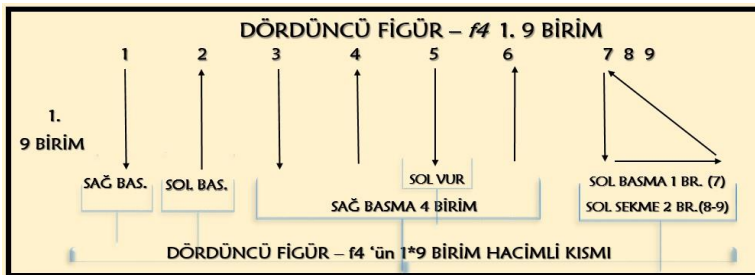 DÖRDÜNCÜ FİGÜR – f4 1. 9 BİRİM
1 2 3 4 5 6 7 8 9
1.
9 BİRİM
SAĞ BAS. SOL BAS. SOL VUR SOL BASMA 1 BR. (7)
SAĞ BASMA 4 BİRİM SOL SEKME 2 BR.(8-9)
DÖRDÜNCÜ FİGÜR – f4 ‘ün 1*9 BİRİM HACİMLİ KISMI